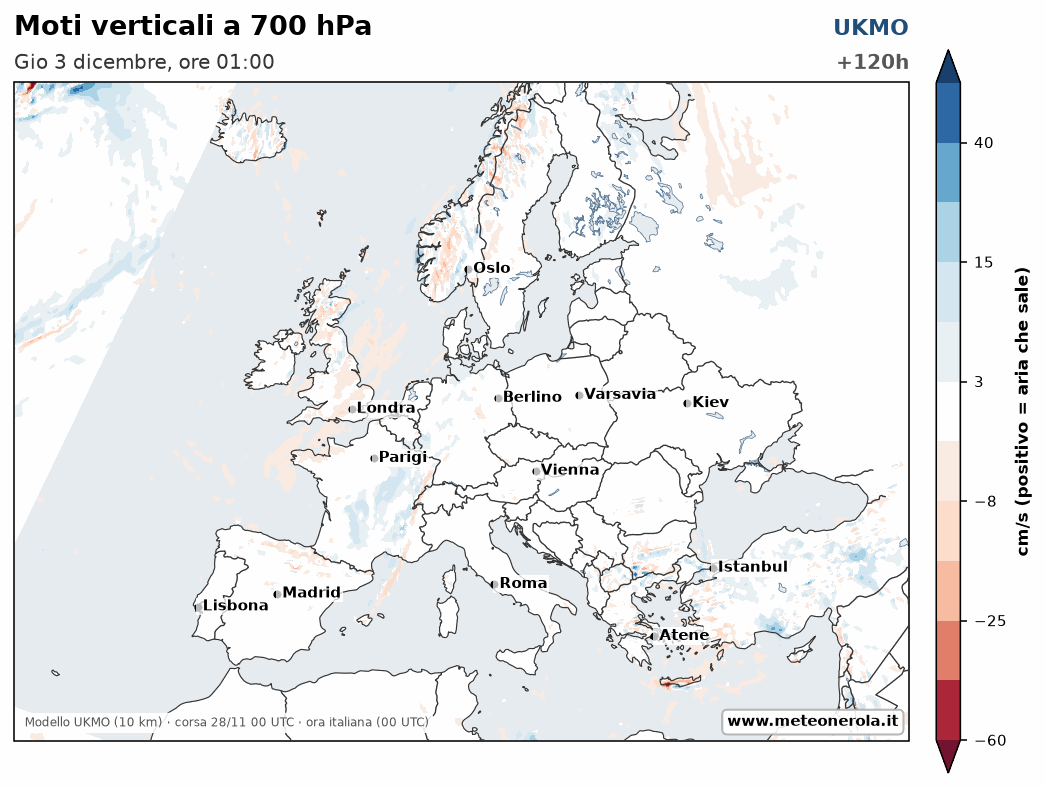 Moti verticali a 700 hPa
UKMO
Gio 3 dicembre, ore 01:00
+120h
40
15
3
−8
−25
−60
cm/s (positivo = aria che sale)
Oslo
Londra
Berlino
Varsavia
Kiev
Parigi
Vienna
Istanbul
Roma
Madrid
Lisbona
Atene
Modello UKMO (10 km) · corsa 28/11 00 UTC · ora italiana (00 UTC)
www.meteonerola.it